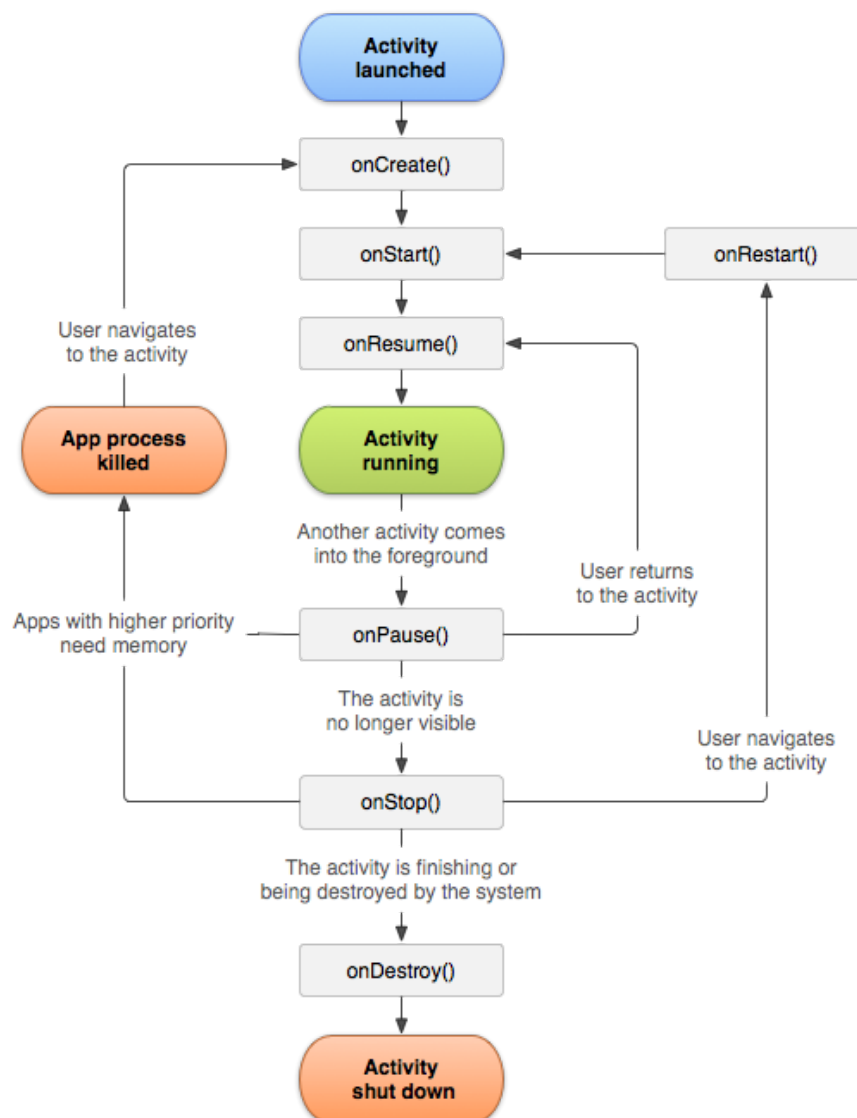 Activity
launched
onCreate()
onStart()
onRestart()
User navigates
to the activity
onResume()
App process
killed
Activity
running
Another activity comes
into the foreground
User returns
to the activity
Apps with higher priority
need memory
onPause()
The activity is
no longer visible
User navigates
to the activity
onStop()
The activity is finishing or
being destroyed by the system
onDestroy()
Activity
shut down